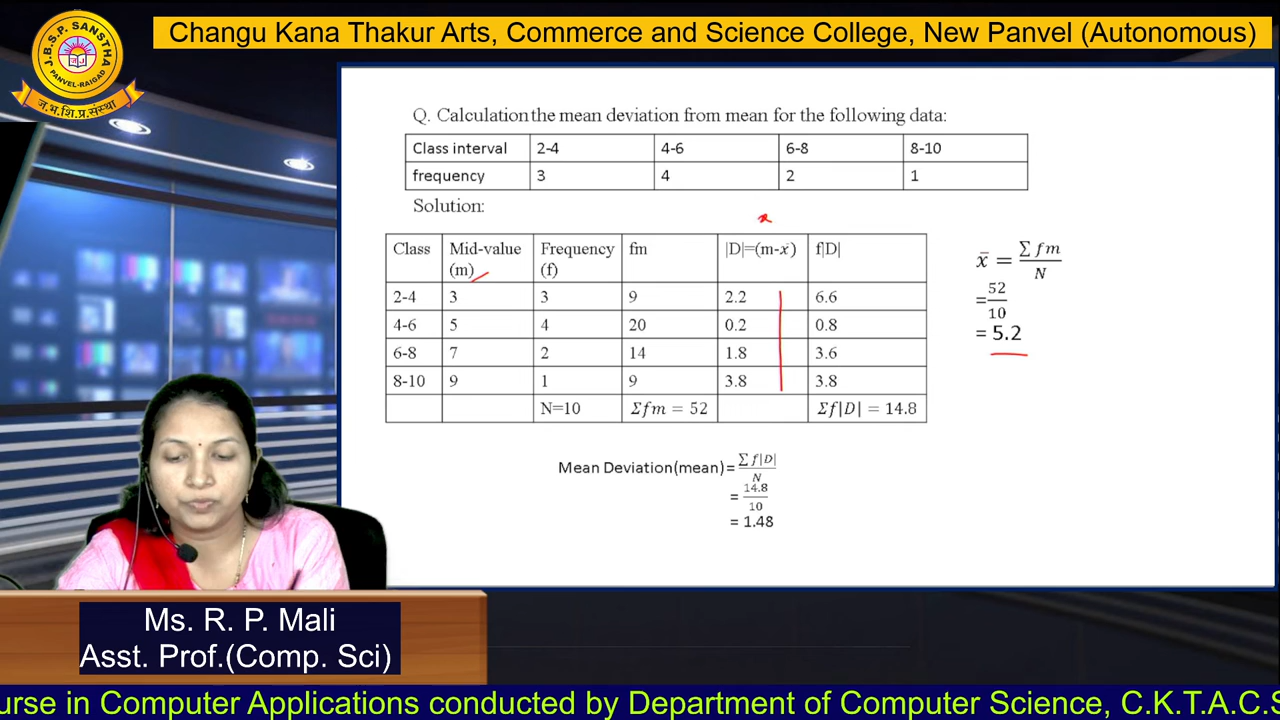 J.B.S.P. SANSTHA
PANVEL-RAIGAD
ज.भ.शि.प्र.संस्था
Changu Kana Thakur Arts, Commerce and Science College, New Panvel (Autonomous)
Q. Calculation the mean deviation from mean for the following data:
Class interval 2-4 4-6 6-8 8-10
frequency 3 4 2 1
Solution:
x
Class Mid-value (m) Frequency (f) fm |D|=(m-x̄) f|D|
2-4 3 3 9 2.2 6.6
4-6 5 4 20 0.2 0.8
6-8 7 2 14 1.8 3.6
8-10 9 1 9 3.8 3.8
N=10 Σfm = 52 Σf|D| = 14.8
x̄ = ∑ fm / N
= 52 / 10
= 5.2
Mean Deviation(mean) = ∑ f|D| / N
= 14.8 / 10
= 1.48
Ms. R. P. Mali
Asst. Prof.(Comp. Sci)
urse in Computer Applications conducted by Department of Computer Science, C.K.T.A.C.S